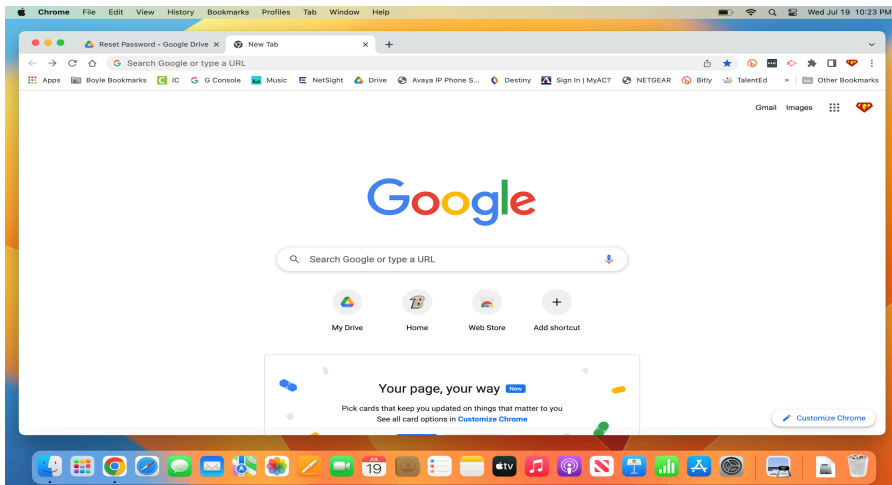 Chrome File Edit View History Bookmarks Profiles Tab Window Help Wed Jul 19 10:23 PM
Reset Password - Google Drive New Tab
Search Google or type a URL
Apps Boyle Bookmarks IC G Console Music NetSight Drive Avaya IP Phone S... Destiny Sign In | MyACT NETGEAR Bitly TalentEd » Other Bookmarks
Gmail Images
Google
Search Google or type a URL
My Drive Home Web Store Add shortcut
Your page, your way New
Pick cards that keep you updated on things that matter to you
See all card options in Customize Chrome
Customize Chrome
JUL
19
tv